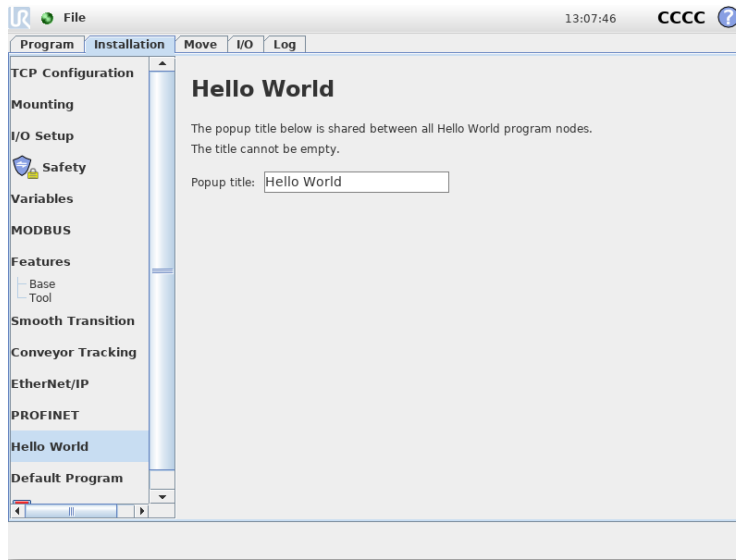 UR File 13:07:46 CCCC ?
Program Installation Move I/O Log
TCP Configuration
Mounting
I/O Setup
Safety
Variables
MODBUS
Features
Base
Tool
Smooth Transition
Conveyor Tracking
EtherNet/IP
PROFINET
Hello World
Default Program
Hello World
The popup title below is shared between all Hello World program nodes.
The title cannot be empty.
Popup title: Hello World